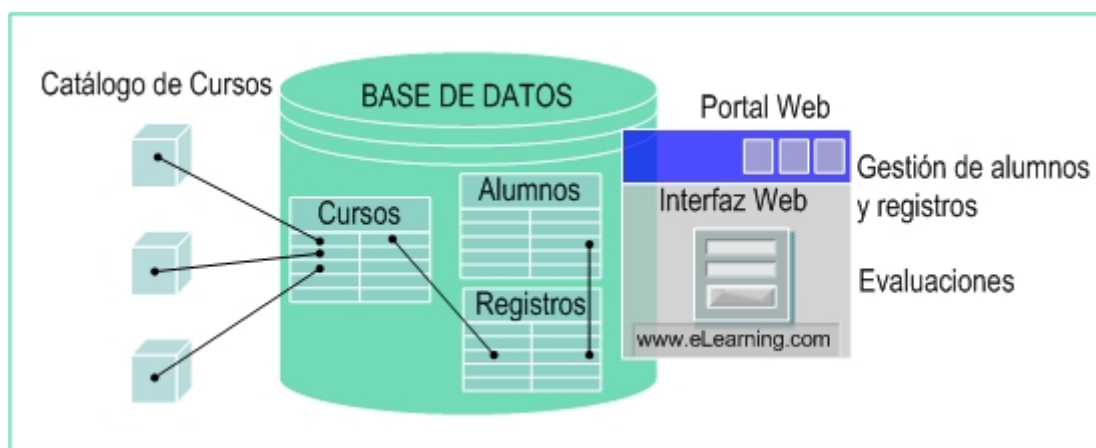 Catálogo de Cursos
BASE DE DATOS
Portal Web
Gestión de alumnos
y registros
Cursos
Alumnos
Interfaz Web
Evaluaciones
Registros
www.eLearning.com